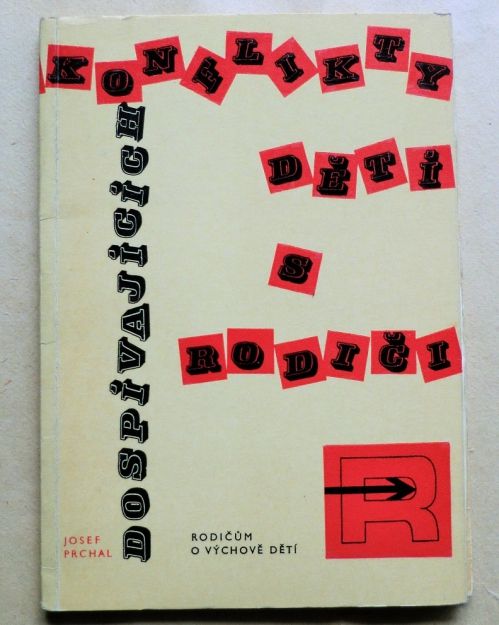 KONFLIKTY
DOSPÍVAJÍCÍCH
DĚTÍ
S
RODIČI
R
JOSEF
PRCHAL
RODIČŮM
O VÝCHOVĚ DĚTÍ